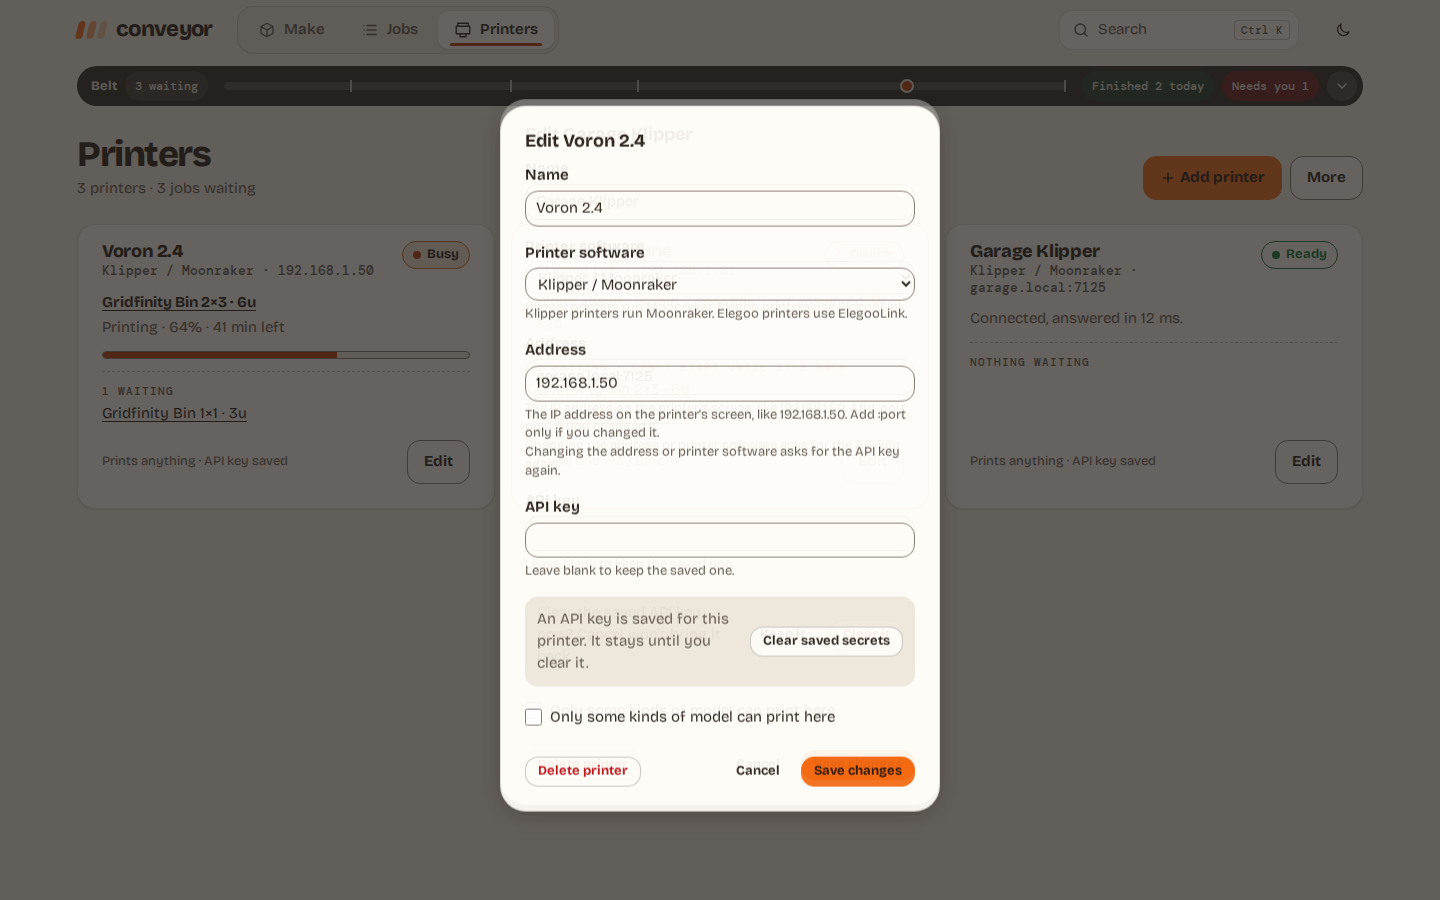 conveyor
Make
Jobs
Printers
Search
Ctrl K
Belt
3 waiting
Finished 2 today
Needs you 1
Printers
3 printers · 3 jobs waiting
+ Add printer
More
Voron 2.4
Busy
Klipper / Moonraker · 192.168.1.50
Gridfinity Bin 2×3 · 6u
Printing · 64% · 41 min left
1 WAITING
Gridfinity Bin 1×1 · 3u
Prints anything · API key saved
Edit
Edit Voron 2.4
Name
Voron 2.4
Printer software
Klipper / Moonraker
Klipper printers run Moonraker. Elegoo printers use ElegooLink.
Address
192.168.1.50
The IP address on the printer's screen, like 192.168.1.50. Add :port
only if you changed it.
Changing the address or printer software asks for the API key
again.
API key
Leave blank to keep the saved one.
An API key is saved for this
printer. It stays until you
clear it.
Clear saved secrets
Only some kinds of model can print here
Delete printer
Cancel
Save changes
Garage Klipper
Ready
Klipper / Moonraker ·
garage.local:7125
Connected, answered in 12 ms.
NOTHING WAITING
Prints anything · API key saved
Edit